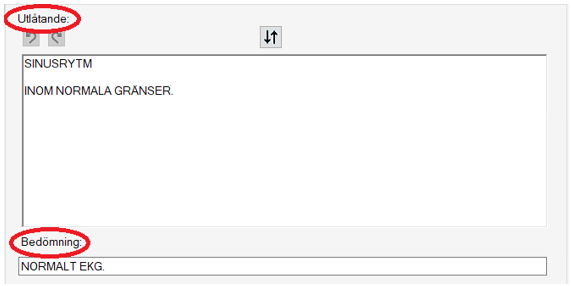 Utlåtande:
SINUSRYTM
INOM NORMALA GRÄNSER.
Bedömning:
NORMALT EKG.